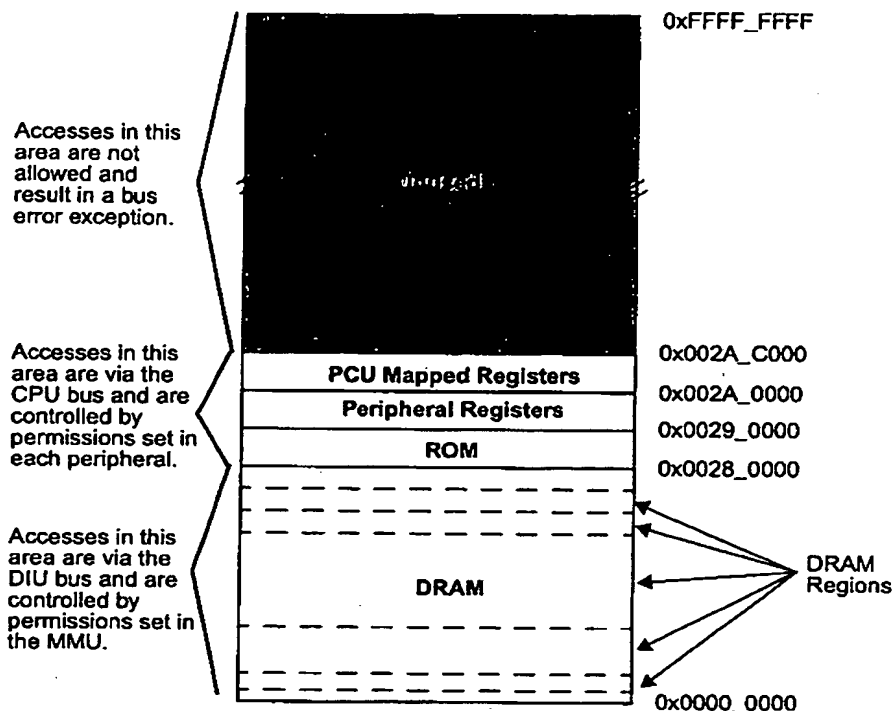 0xFFFF_FFFF
Accesses in this
area are not
allowed and
result in a bus
error exception.
0x002A_C000
Accesses in this
area are via the
CPU bus and are
controlled by
permissions set in
each peripheral.
PCU Mapped Registers
0x002A_0000
Peripheral Registers
0x0029_0000
ROM
0x0028_0000
Accesses in this
area are via the
DIU bus and are
controlled by
permissions set in
the MMU.
DRAM
DRAM
Regions
0x0000_0000